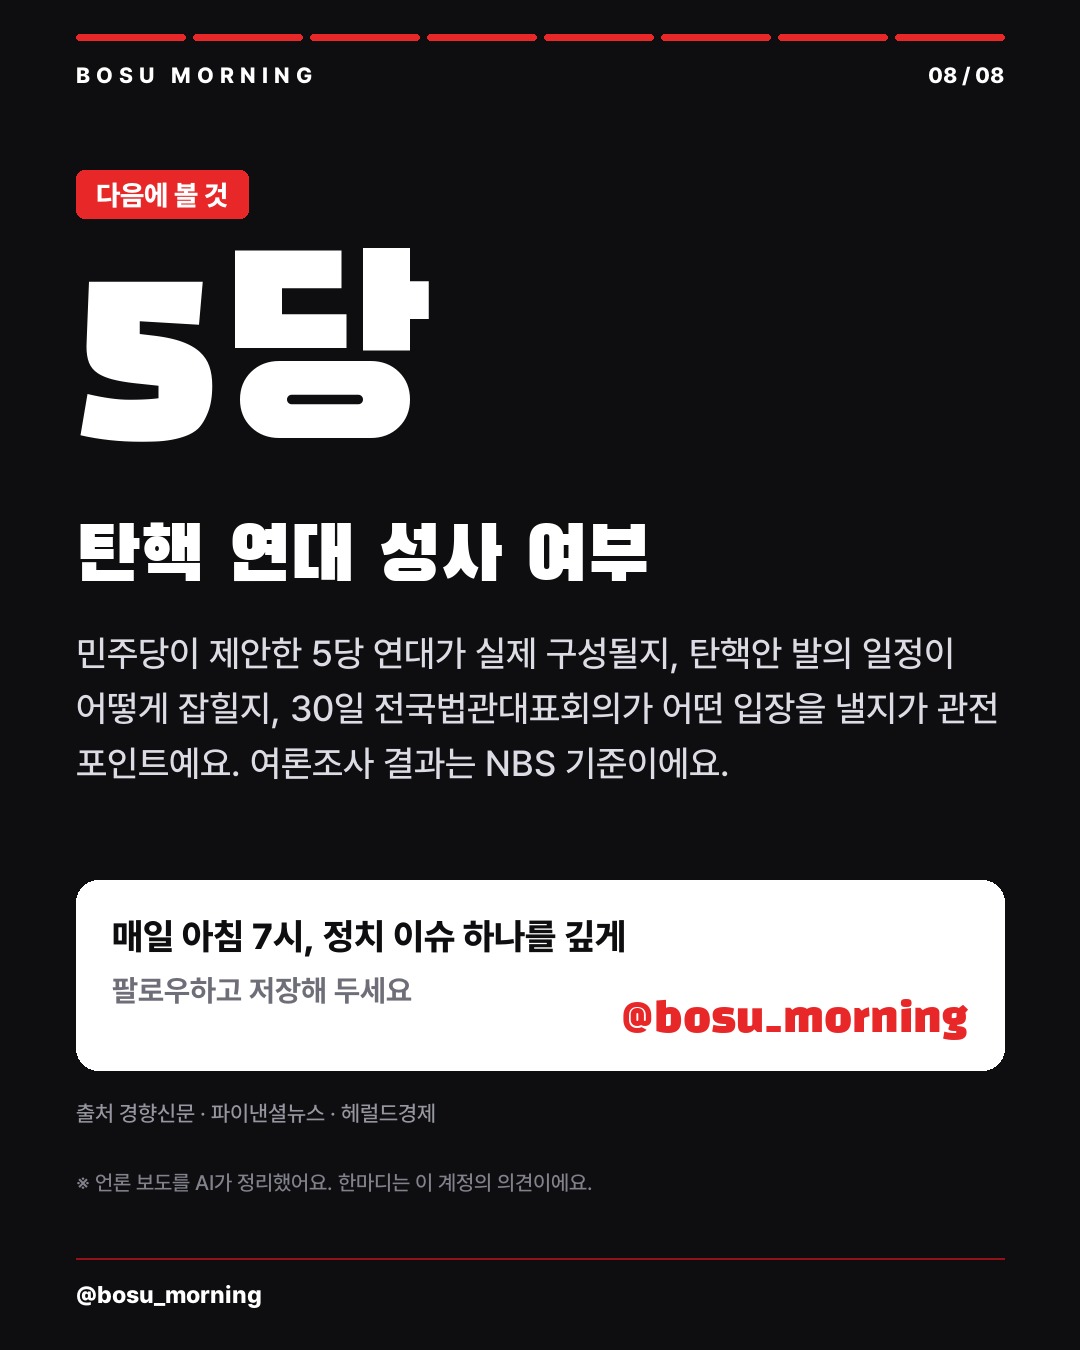 BOSU MORNING
08 / 08
다음에 볼 것
5당
탄핵 연대 성사 여부
민주당이 제안한 5당 연대가 실제 구성될지, 탄핵안 발의 일정이
어떻게 잡힐지, 30일 전국법관대표회의가 어떤 입장을 낼지가 관전
포인트예요. 여론조사 결과는 NBS 기준이에요.
매일 아침 7시, 정치 이슈 하나를 깊게
팔로우하고 저장해 두세요
@bosu_morning
출처 경향신문 · 파이낸셜뉴스 · 헤럴드경제
※ 언론 보도를 AI가 정리했어요. 한마디는 이 계정의 의견이에요.
@bosu_morning